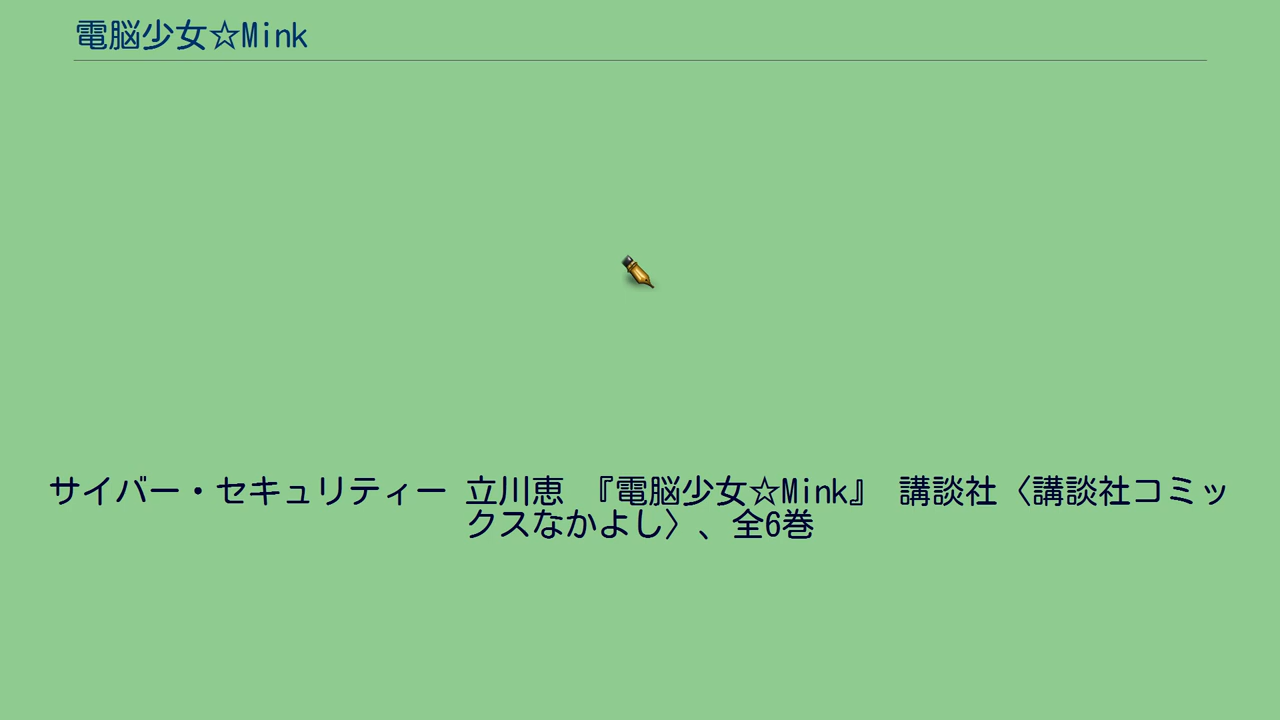 電脳少女☆Mink
サイバー・セキュリティー 立川恵 『電脳少女☆Mink』 講談社〈講談社コミッ
クスなかよし〉、全6巻